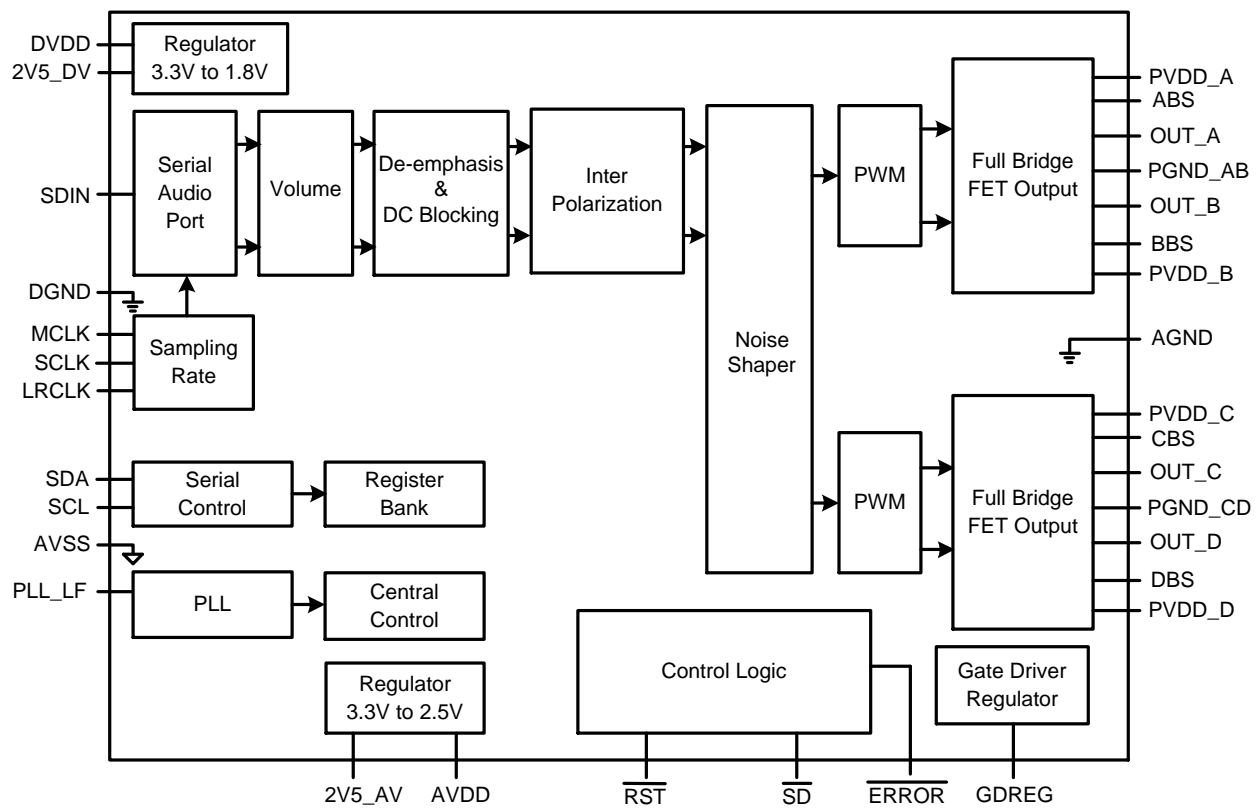 DVDD
2V5_DV
Regulator
3.3V to 1.8V
SDIN
Serial
Audio
Port
Volume
De-emphasis
&
DC Blocking
Inter
Polarization
Noise
Shaper
PWM
Full Bridge
FET Output
PVDD_A
ABS
OUT_A
PGND_AB
OUT_B
BBS
PVDD_B
DGND
MCLK
SCLK
LRCLK
Sampling
Rate
AGND
SDA
SCL
Serial
Control
Register
Bank
PWM
Full Bridge
FET Output
PVDD_C
CBS
OUT_C
PGND_CD
OUT_D
DBS
PVDD_D
AVSS
PLL_LF
PLL
Central
Control
Regulator
3.3V to 2.5V
Control Logic
Gate Driver
Regulator
2V5_AV
AVDD
RST
SD
ERROR
GDREG